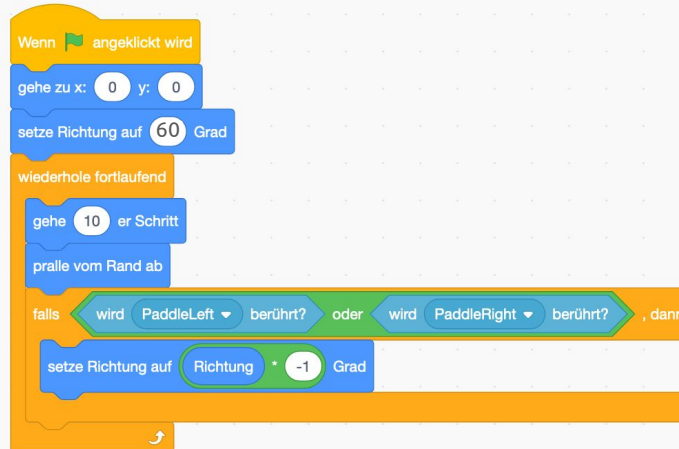 Wenn angeklickt wird
gehe zu x: 0 y: 0
setze Richtung auf 60 Grad
wiederhole fortlaufend
gehe 10 er Schritt
pralle vom Rand ab
falls wird PaddleLeft berührt? oder wird PaddleRight berührt? , dann
setze Richtung auf Richtung * -1 Grad